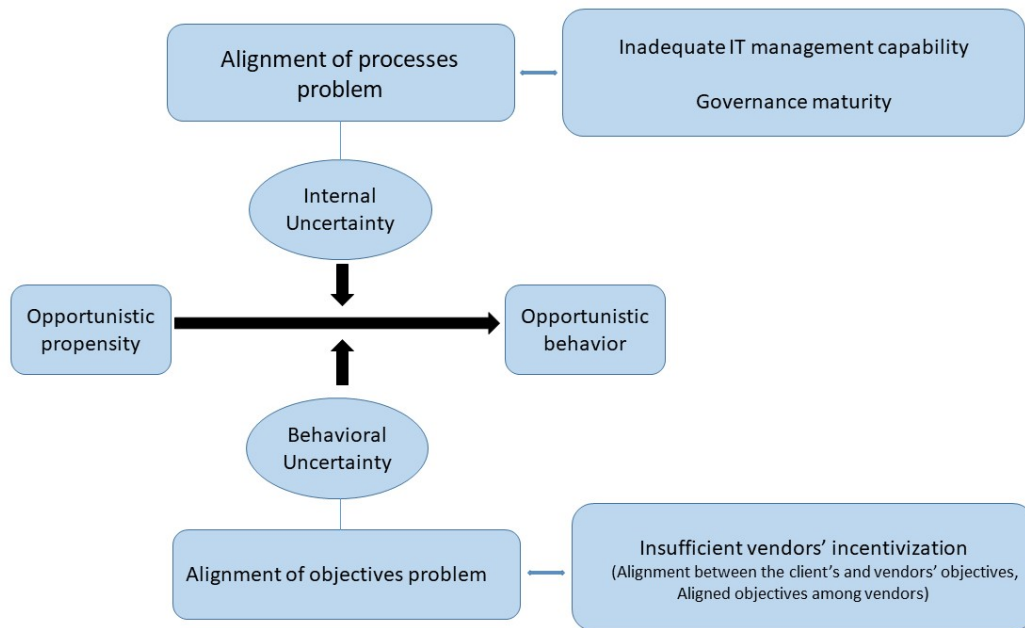 Alignment of processes
problem
Inadequate IT management capability
Governance maturity
Internal
Uncertainty
Opportunistic
propensity
Opportunistic
behavior
Behavioral
Uncertainty
Alignment of objectives problem
Insufficient vendors’ incentivization
(Alignment between the client’s and vendors’ objectives,
Aligned objectives among vendors)